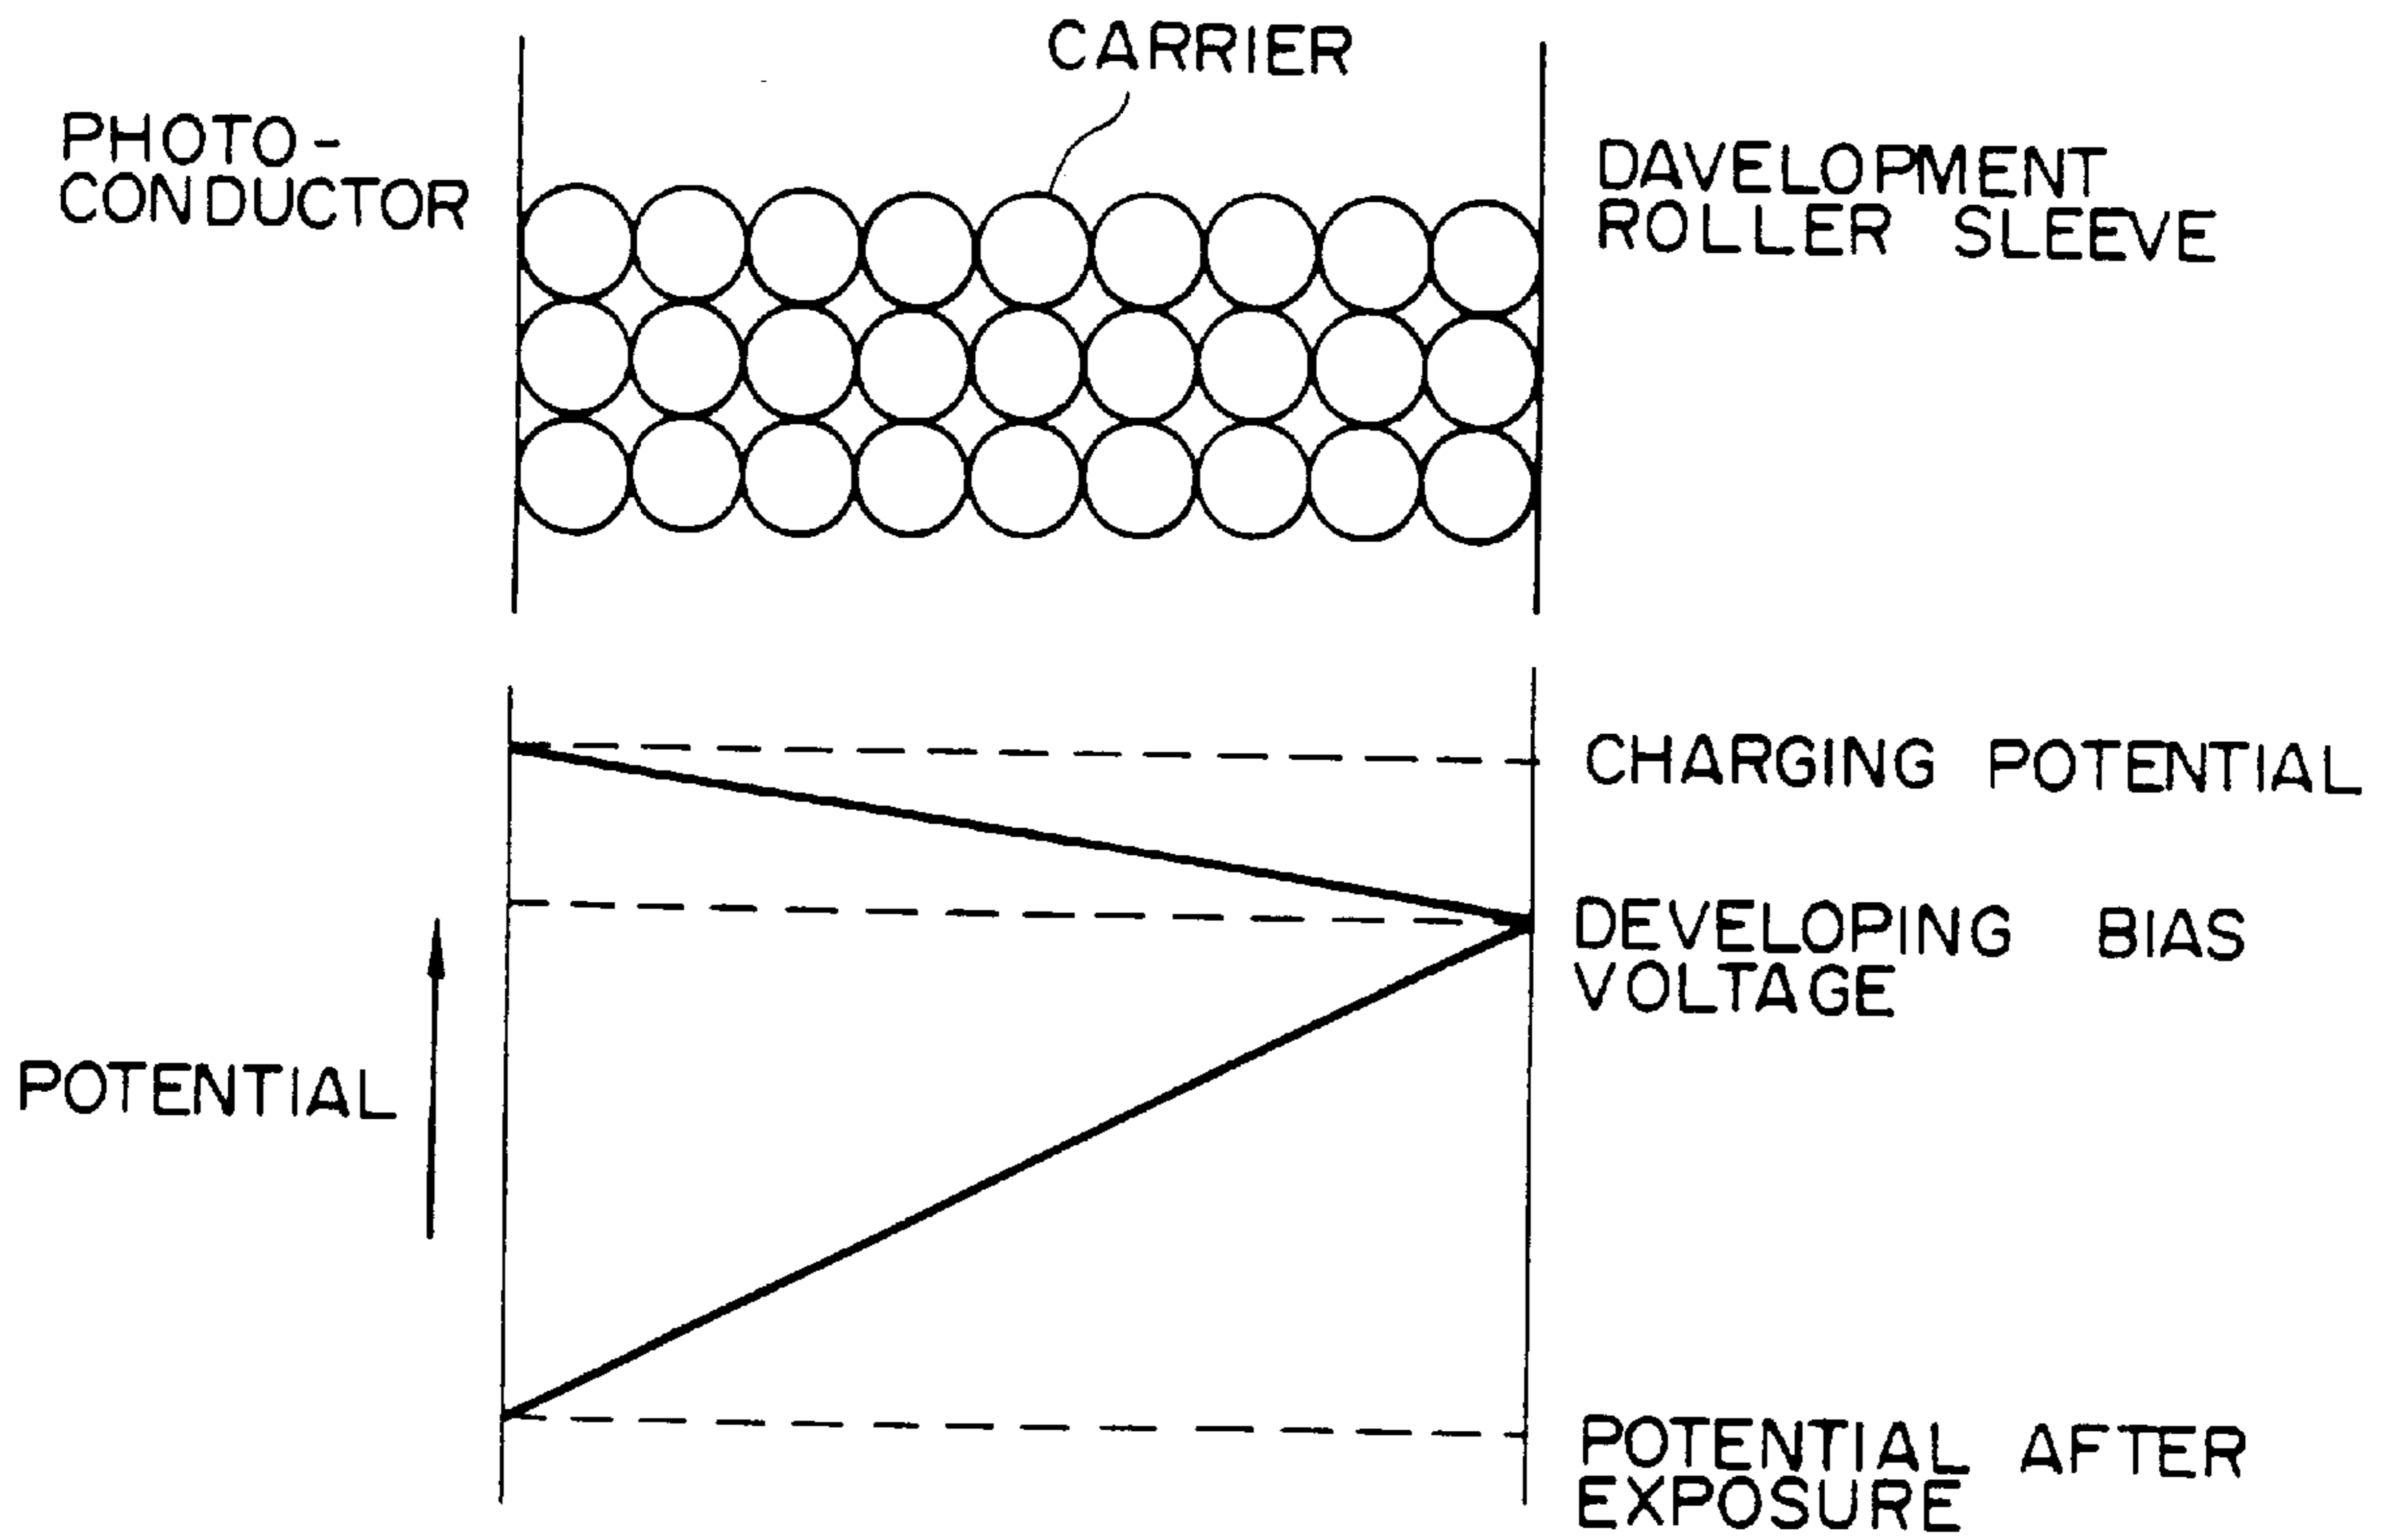 CARRIER
PHOTO-
CONDUCTOR
DAVELOPMENT
ROLLER SLEEVE
CHARGING POTENTIAL
DEVELOPING BIAS
VOLTAGE
POTENTIAL
POTENTIAL AFTER
EXPOSURE